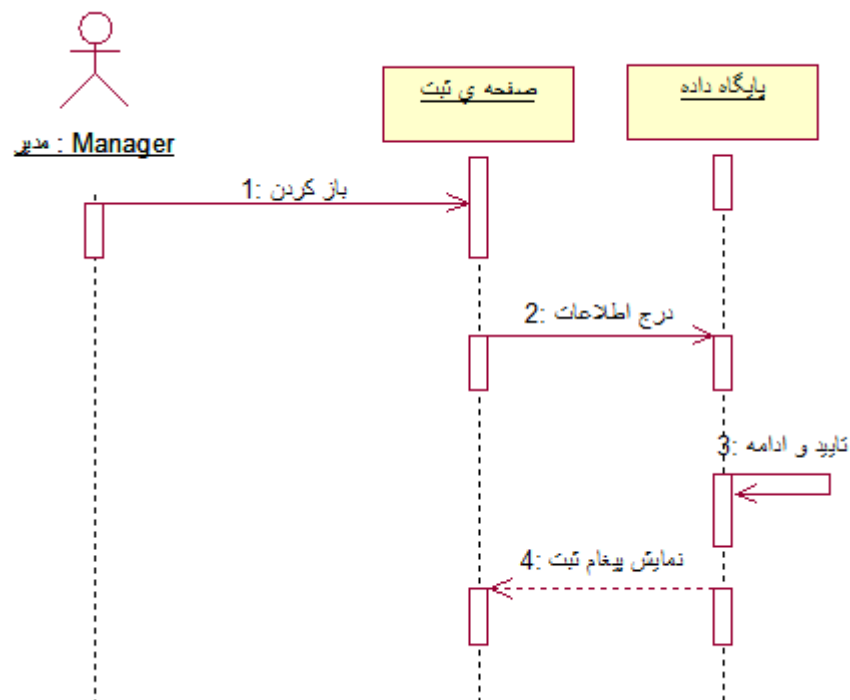 صفحه ي ثبت
پایگاه داده
مدیر : Manager
1: باز کردن
2: درج اطلاعات
3: تایید و ادامه
4: نمایش پیغام ثبت